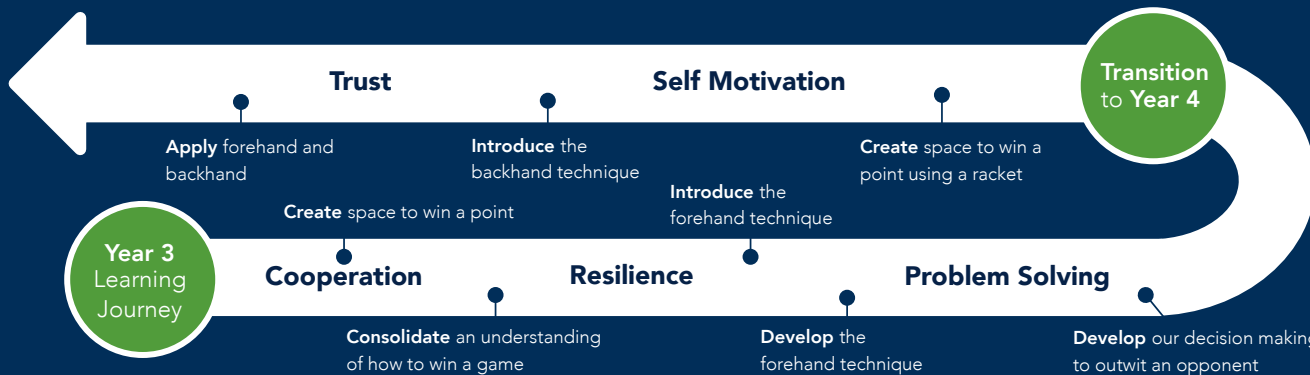 Trust
Self Motivation
Transition
to Year 4
Apply forehand and
backhand
Introduce the
backhand technique
Create space to win a
point using a racket
Introduce the
forehand technique
Create space to win a point
Year 3
Learning
Journey
Cooperation
Resilience
Problem Solving
Consolidate an understanding
of how to win a game
Develop the
forehand technique
Develop our decision making
to outwit an opponent